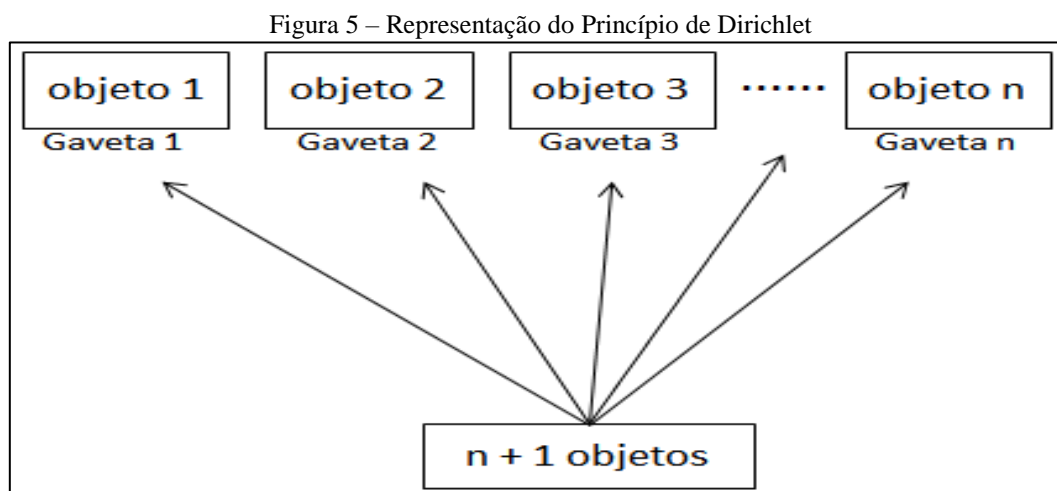 Figura 5 – Representação do Princípio de Dirichlet
objeto 1 objeto 2 objeto 3 ...... objeto n
Gaveta 1 Gaveta 2 Gaveta 3 Gaveta n
n + 1 objetos